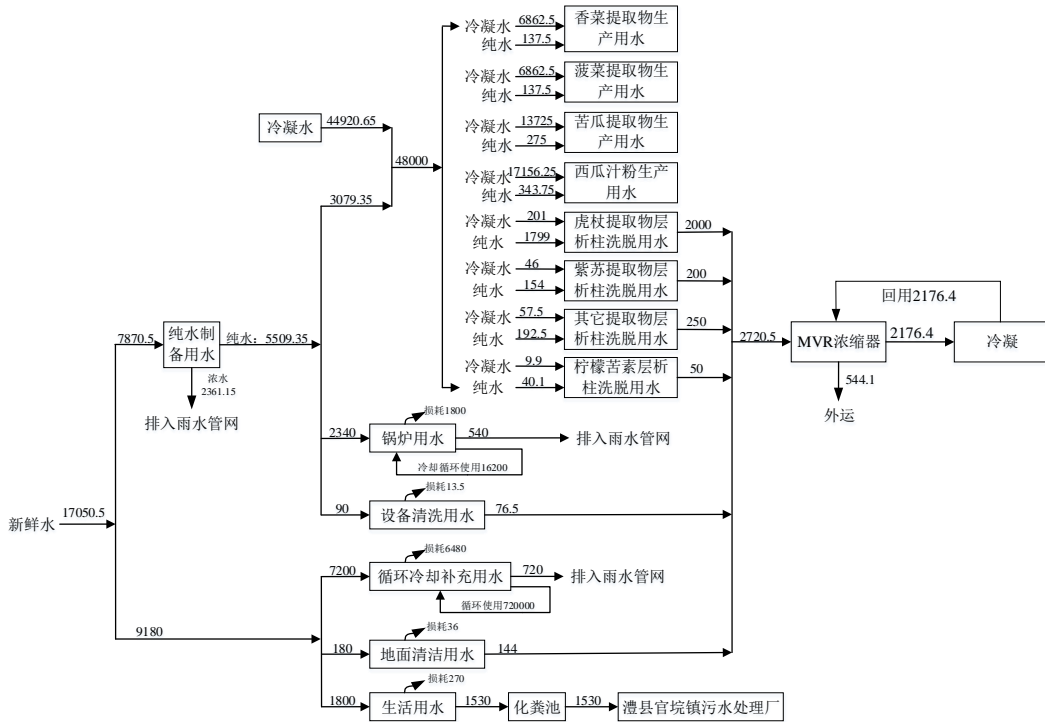 冷凝水 6862.5
纯水 137.5
香菜提取物生
产用水
冷凝水 6862.5
纯水 137.5
菠菜提取物生
产用水
冷凝水 13725
纯水 275
苦瓜提取物生
产用水
冷凝水 17156.25
纯水 343.75
西瓜汁粉生产
用水
冷凝水 201
纯水 1799
虎杖提取物层
析柱洗脱用水
2000
冷凝水 46
纯水 154
紫苏提取物层
析柱洗脱用水
200
冷凝水 57.5
纯水 192.5
其它提取物层
析柱洗脱用水
250
冷凝水 9.9
纯水 40.1
柠檬苦素层析
柱洗脱用水
50
冷凝水 44920.65
48000
3079.35
7870.5
纯水制
备用水
纯水：5509.35
浓水
2361.15
排入雨水管网
2340
锅炉用水
损耗1800
540
排入雨水管网
冷却循环使用16200
90
设备清洗用水
损耗13.5
76.5
新鲜水 17050.5
9180
7200
循环冷却补充用水
损耗6480
720
排入雨水管网
循环使用720000
180
地面清洁用水
损耗36
144
1800
生活用水
损耗270
1530
化粪池
1530
澧县官垸镇污水处理厂
2720.5
MVR浓缩器
2176.4
冷凝
回用2176.4
544.1
外运